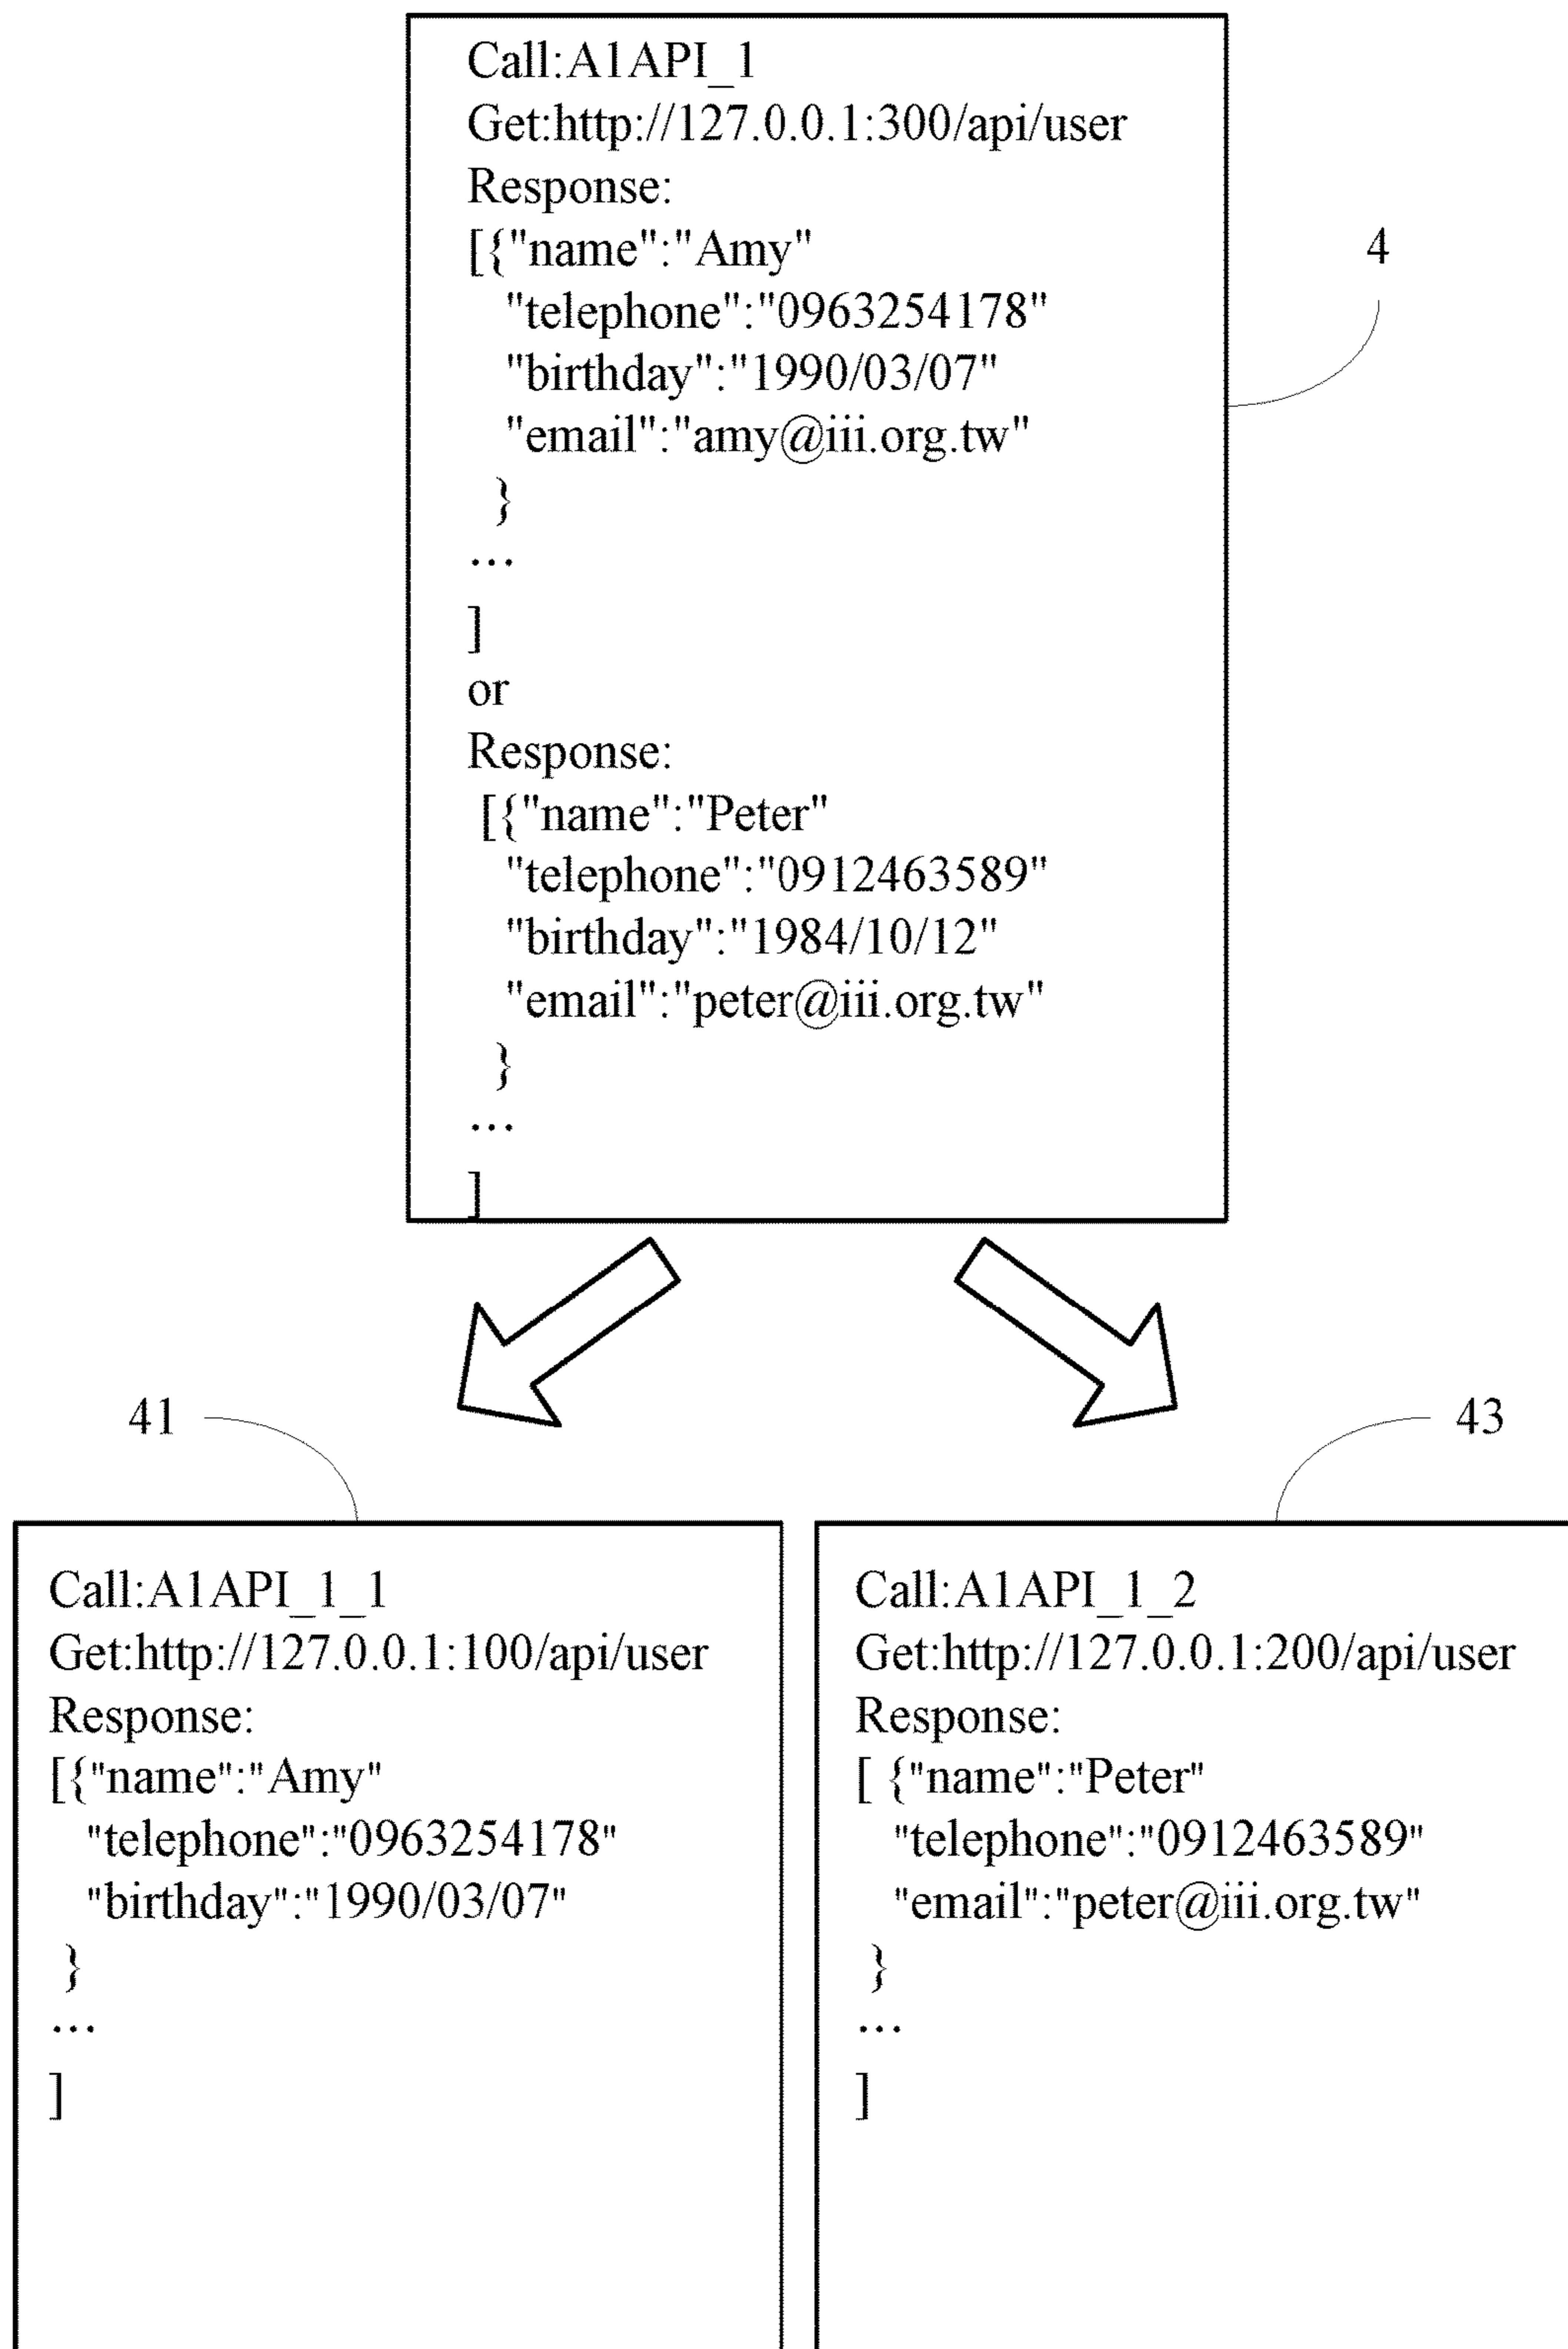 Call:A1API_1
Get:http://127.0.0.1:300/api/user
Response:
[{"name":"Amy"
"telephone":"0963254178"
"birthday":"1990/03/07"
"email":"amy@iii.org.tw"
}
...
]
or
Response:
[{"name":"Peter"
"telephone":"0912463589"
"birthday":"1984/10/12"
"email":"peter@iii.org.tw"
}
...
]
4
41
Call:A1API_1_1
Get:http://127.0.0.1:100/api/user
Response:
[{"name":"Amy"
"telephone":"0963254178"
"birthday":"1990/03/07"
}
...
]
43
Call:A1API_1_2
Get:http://127.0.0.1:200/api/user
Response:
[ {"name":"Peter"
"telephone":"0912463589"
"email":"peter@iii.org.tw"
}
...
]